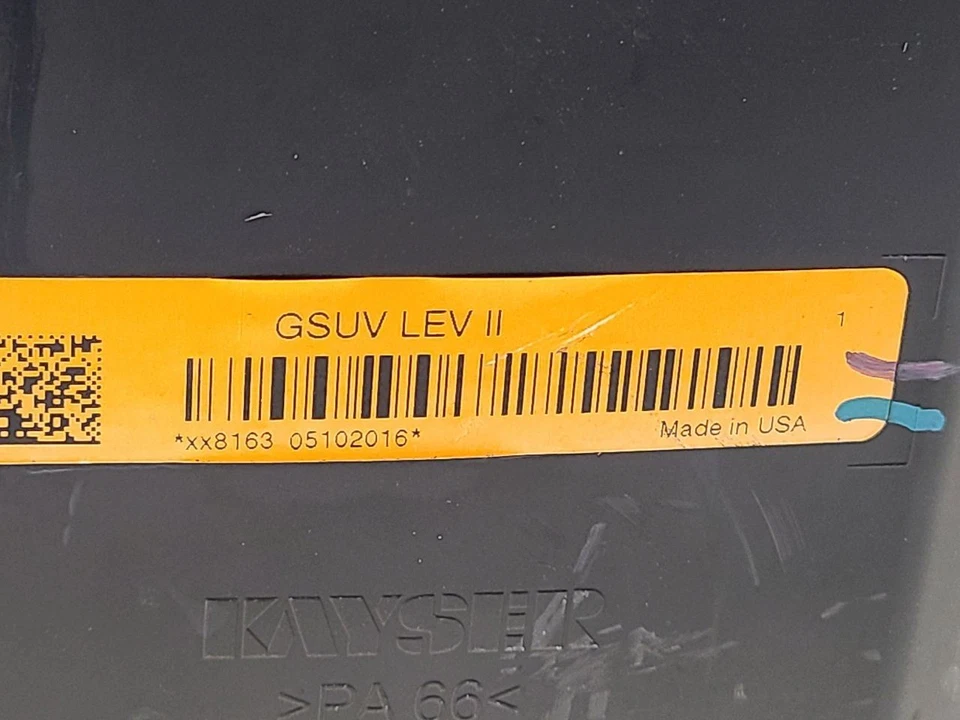 GSUV LEV II
1
*xx8163 05102016*
Made in USA
KAYSER
>PA 66<